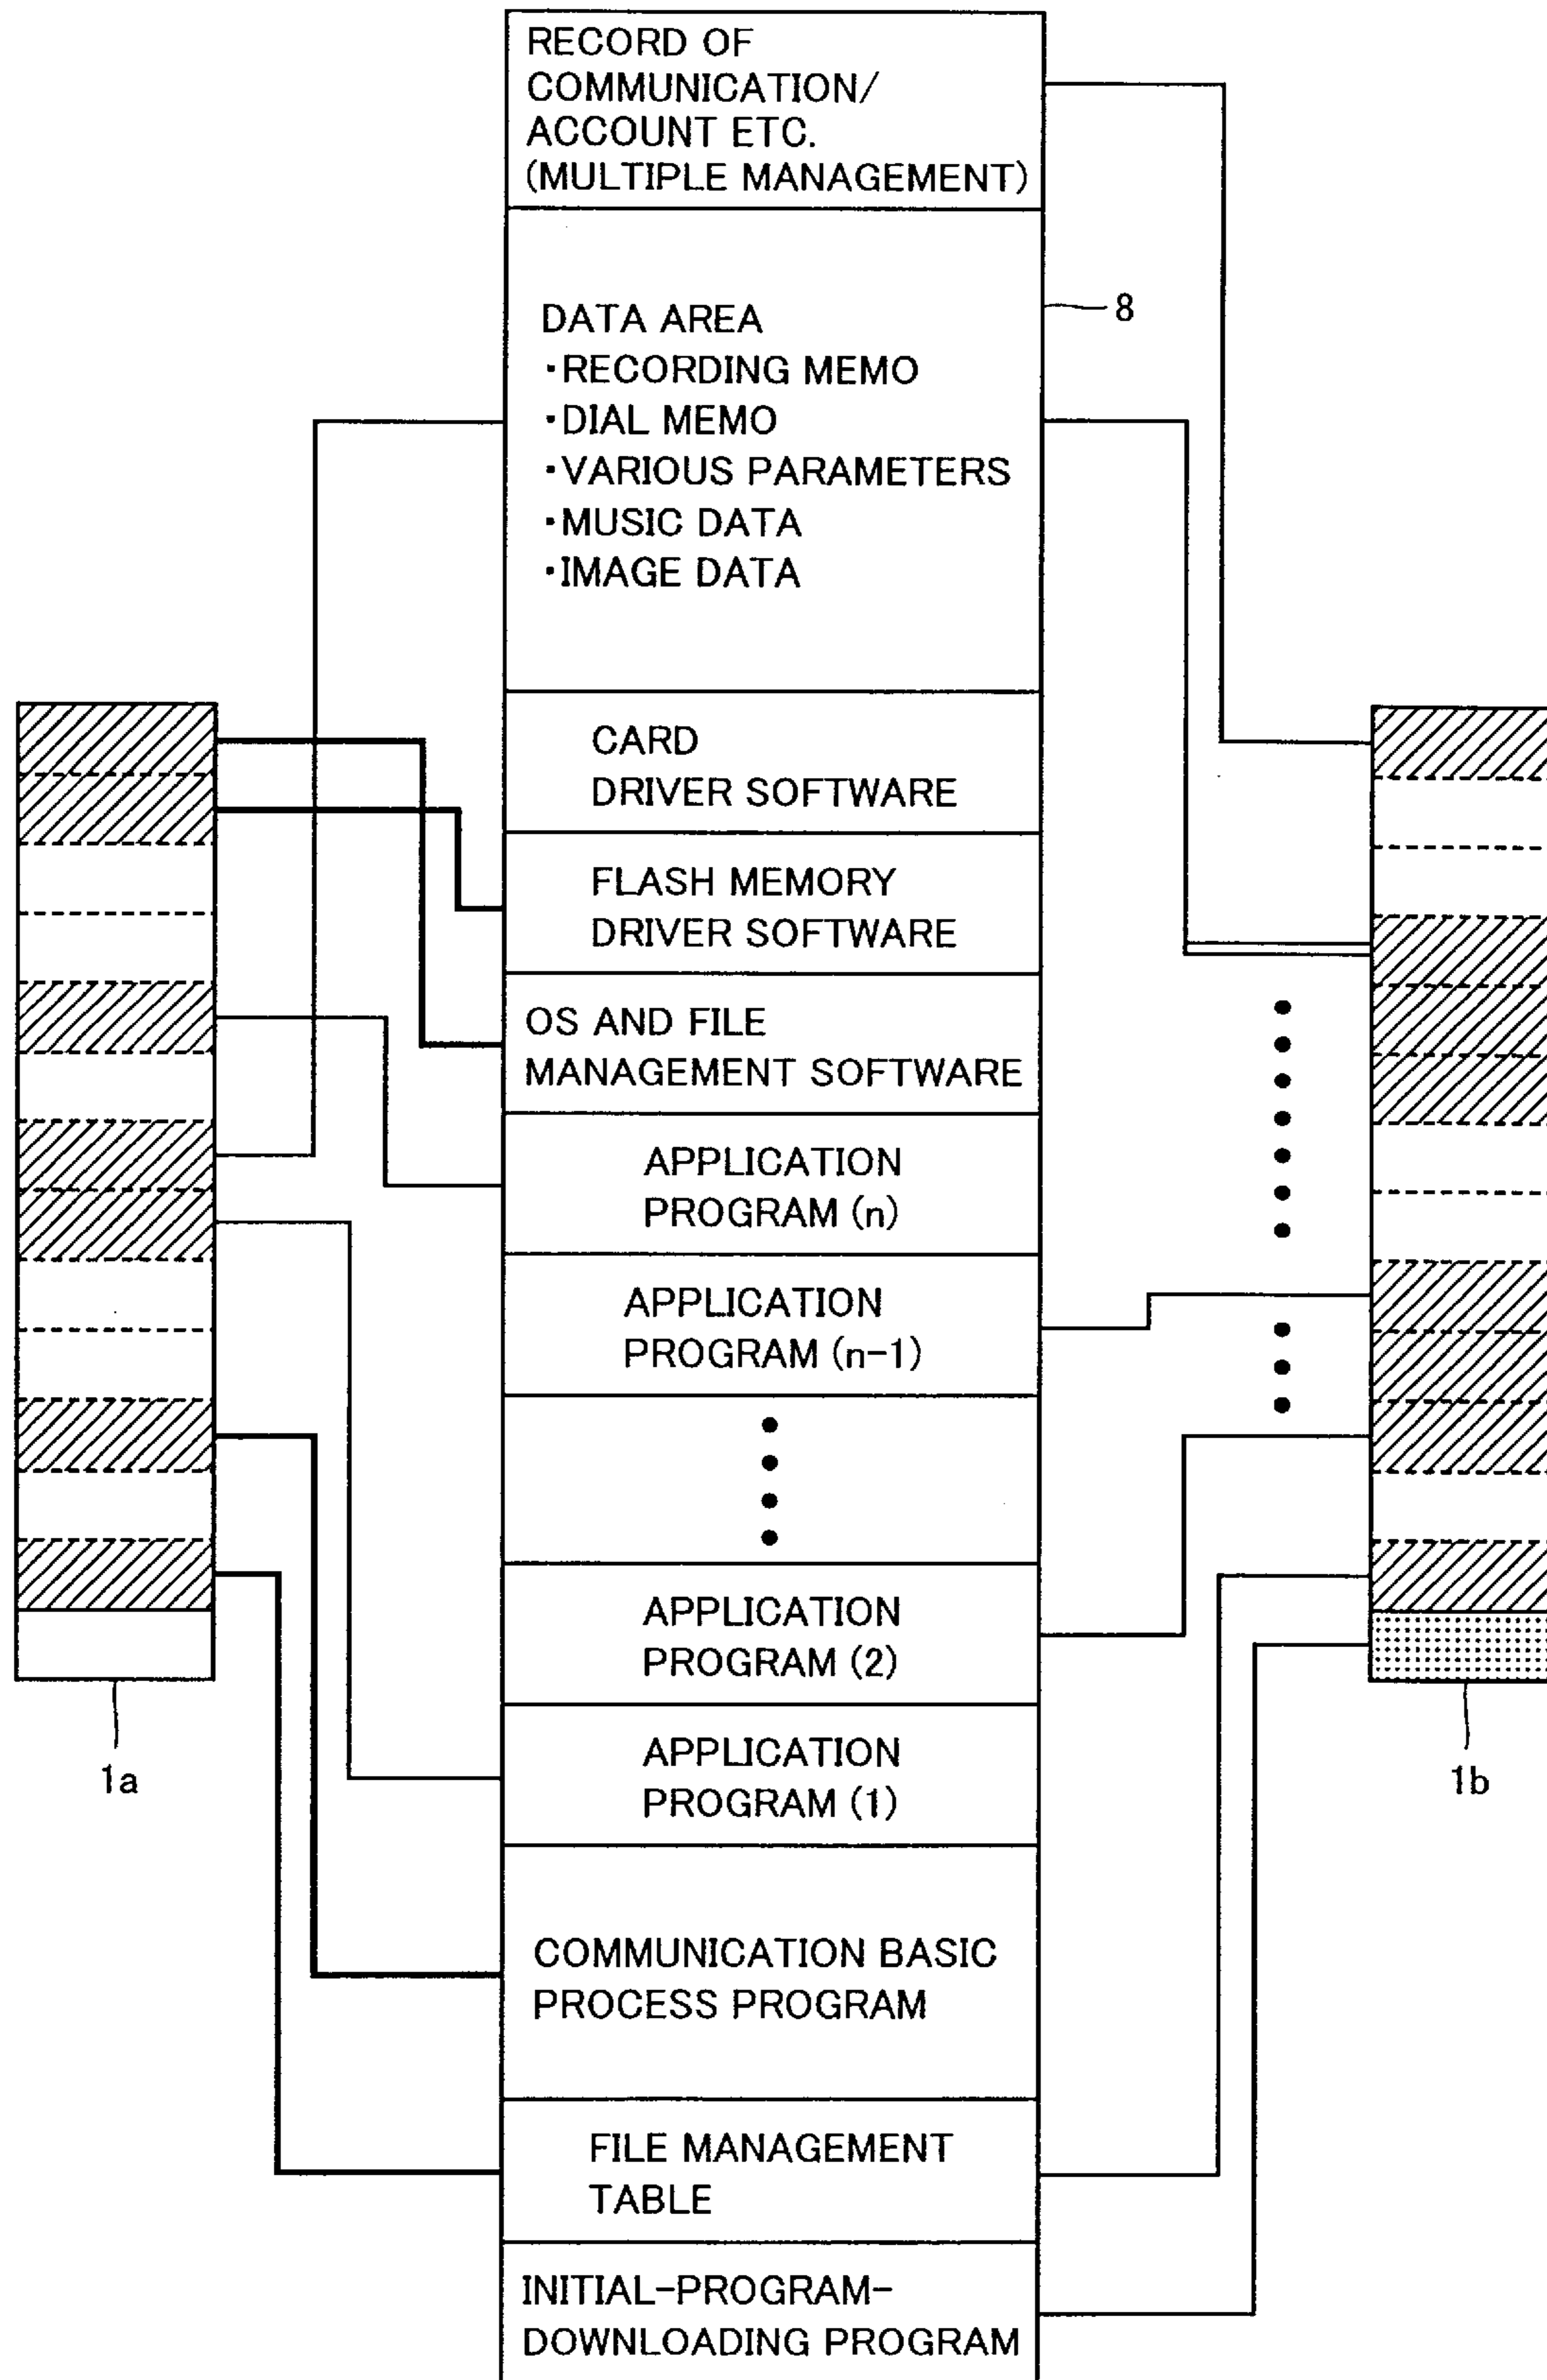 RECORD OF
COMMUNICATION/
ACCOUNT ETC.
(MULTIPLE MANAGEMENT)
8
DATA AREA
・RECORDING MEMO
・DIAL MEMO
・VARIOUS PARAMETERS
・MUSIC DATA
・IMAGE DATA
CARD
DRIVER SOFTWARE
FLASH MEMORY
DRIVER SOFTWARE
OS AND FILE
MANAGEMENT SOFTWARE
APPLICATION
PROGRAM (n)
APPLICATION
PROGRAM (n-1)
APPLICATION
PROGRAM (2)
APPLICATION
PROGRAM (1)
1a
1b
COMMUNICATION BASIC
PROCESS PROGRAM
FILE MANAGEMENT
TABLE
INITIAL-PROGRAM-
DOWNLOADING PROGRAM